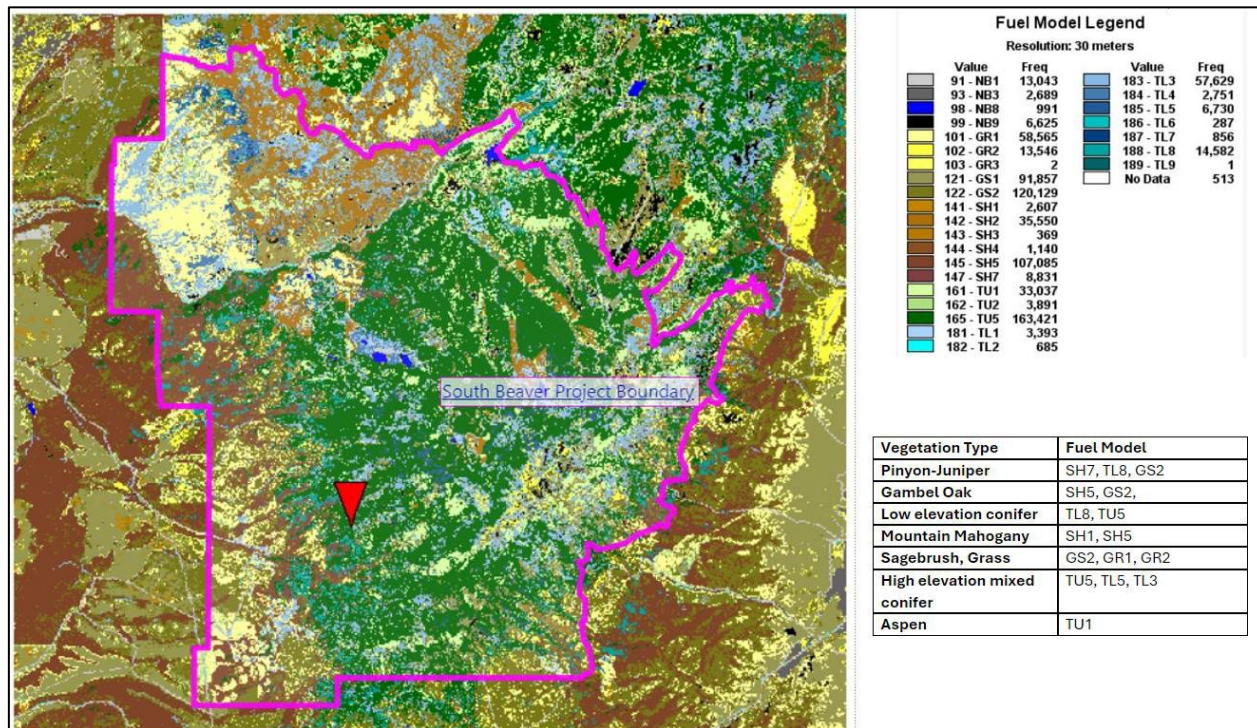 Fuel Model Legend
Resolution: 30 meters
Value Freq
91 - NB1 13,043
93 - NB3 2,689
98 - NB8 991
99 - NB9 6,625
101 - GR1 58,565
102 - GR2 13,546
103 - GR3 2
121 - GS1 91,857
122 - GS2 120,129
141 - SH1 2,607
142 - SH2 35,550
143 - SH3 369
144 - SH4 1,140
145 - SH5 107,085
147 - SH7 8,831
161 - TU1 33,037
162 - TU2 3,891
165 - TU5 163,421
181 - TL1 3,393
182 - TL2 685
Value Freq
183 - TL3 57,629
184 - TL4 2,751
185 - TL5 6,730
186 - TL6 287
187 - TL7 856
188 - TL8 14,582
189 - TL9 1
No Data 513
South Beaver Project Boundary
Vegetation Type Fuel Model
Pinyon-Juniper SH7, TL8, GS2
Gambel Oak SH5, GS2,
Low elevation conifer TL8, TU5
Mountain Mahogany SH1, SH5
Sagebrush, Grass GS2, GR1, GR2
High elevation mixed TU5, TL5, TL3
conifer
Aspen TU1